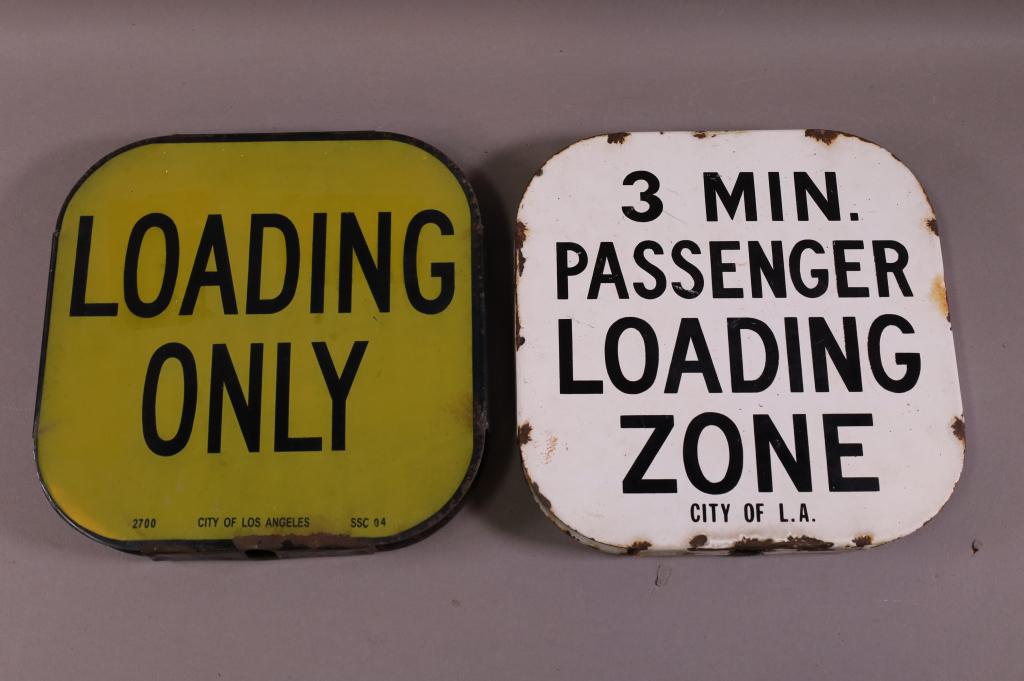 LOADING
ONLY
2700 CITY OF LOS ANGELES SSC 04
3 MIN.
PASSENGER
LOADING
ZONE
CITY OF L.A.